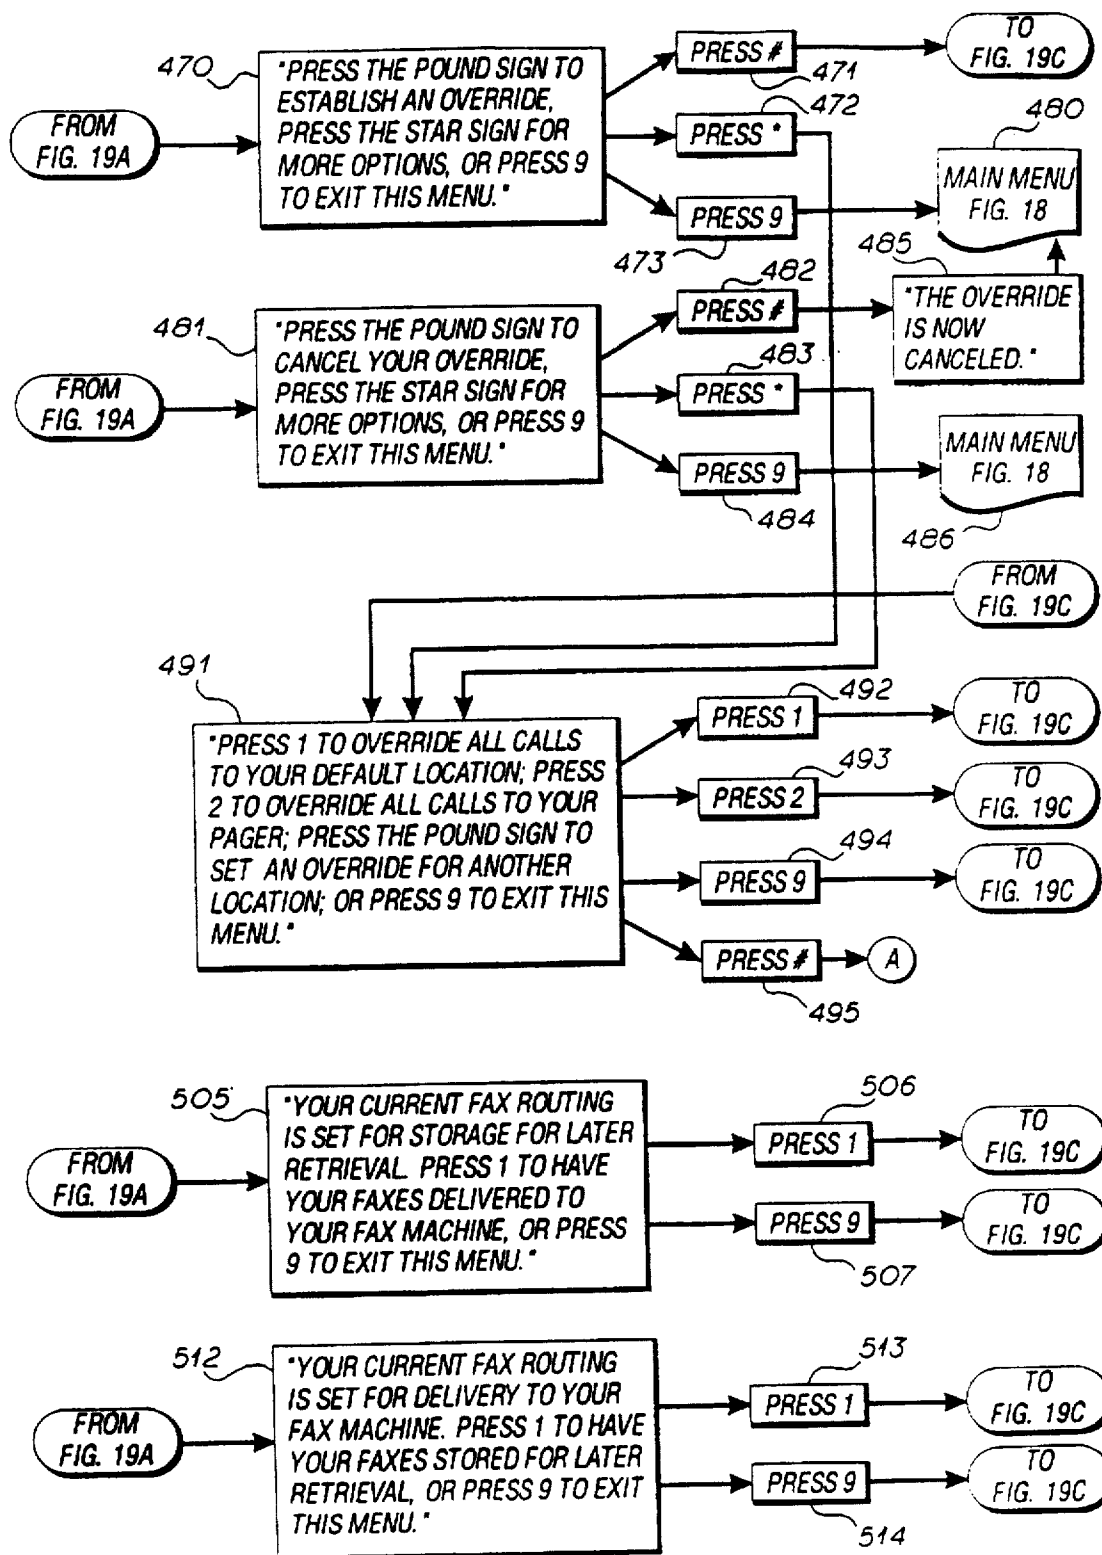 470
"PRESS THE POUND SIGN TO
ESTABLISH AN OVERRIDE,
PRESS THE STAR SIGN FOR
MORE OPTIONS, OR PRESS 9
TO EXIT THIS MENU."
FROM
FIG. 19A
PRESS #
471
TO
FIG. 19C
472
PRESS *
PRESS 9
473
480
MAIN MENU
FIG. 18
481
"PRESS THE POUND SIGN TO
CANCEL YOUR OVERRIDE,
PRESS THE STAR SIGN FOR
MORE OPTIONS, OR PRESS 9
TO EXIT THIS MENU."
FROM
FIG. 19A
482
PRESS #
483
PRESS *
PRESS 9
484
485
"THE OVERRIDE
IS NOW
CANCELED."
MAIN MENU
FIG. 18
486
FROM
FIG. 19C
491
"PRESS 1 TO OVERRIDE ALL CALLS
TO YOUR DEFAULT LOCATION; PRESS
2 TO OVERRIDE ALL CALLS TO YOUR
PAGER; PRESS THE POUND SIGN TO
SET AN OVERRIDE FOR ANOTHER
LOCATION; OR PRESS 9 TO EXIT THIS
MENU."
492
PRESS 1
TO
FIG. 19C
493
PRESS 2
TO
FIG. 19C
494
PRESS 9
TO
FIG. 19C
PRESS #
495
A
505
"YOUR CURRENT FAX ROUTING
IS SET FOR STORAGE FOR LATER
RETRIEVAL. PRESS 1 TO HAVE
YOUR FAXES DELIVERED TO
YOUR FAX MACHINE, OR PRESS
9 TO EXIT THIS MENU."
FROM
FIG. 19A
506
PRESS 1
TO
FIG. 19C
PRESS 9
507
TO
FIG. 19C
512
"YOUR CURRENT FAX ROUTING
IS SET FOR DELIVERY TO YOUR
FAX MACHINE. PRESS 1 TO HAVE
YOUR FAXES STORED FOR LATER
RETRIEVAL, OR PRESS 9 TO EXIT
THIS MENU."
FROM
FIG. 19A
513
PRESS 1
TO
FIG. 19C
PRESS 9
514
TO
FIG. 19C